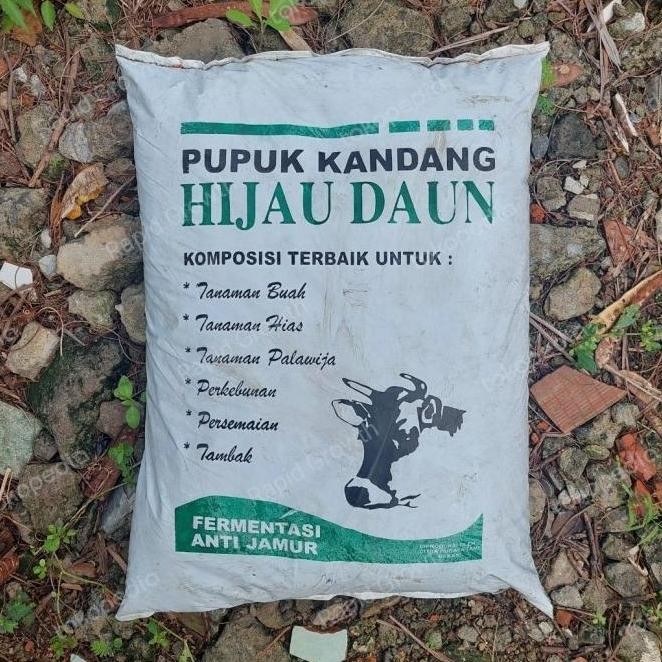 PUPUK KANDANG
HIJAU DAUN
KOMPOSISI TERBAIK UNTUK :
* Tanaman Buah
* Tanaman Hias
* Tanaman Palawija
* Perkebunan
* Persemaian
* Tambak
FERMENTASI
ANTI JAMUR